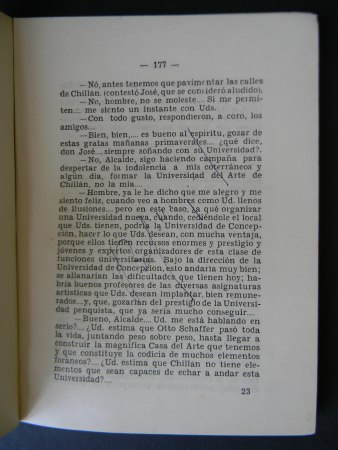 — 177 —
—Nó, antes tenemos que pavimentar las calles
de Chillán. (contestó José, que se consideró aludido).
—No, hombre, no se moleste.... Si me permi-
ten.... me siento un instante con Uds.
—Con todo gusto, respondieron, a coro, los
amigos....
—Bien, bien,.... es bueno al espíritu, gozar de
estas gratas mañanas primaverales.... ¿qué dice,
don José.... siempre soñando con su Universidad?.
—No, Alcalde, sigo haciendo campaña para
despertar de la indolencia a mis coterráneos y
algún día, formar la Universidad del Arte de
Chillán, no la mía....
—Hombre, ya le he dicho que me alegro y me
siento feliz, cuando veo a hombres como Ud. llenos
de ilusiones.... pero en este caso, ¿a qué organizar
una Universidad nueva, cuando, cediéndole el local
que Uds. tienen, podría la Universidad de Concep-
ción, hacer lo que Uds. desean, con mucha ventaja,
porque ellos tienen recursos enormes y prestigio y
jóvenes y expertos organizadores de esta clase de
funciones universitarias. Bajo la dirección de la
Universidad de Concepción, esto andaría muy bien;
se allanarían las dificultades que tienen hoy; ha-
bría buenos profesores de las diversas asignaturas
artísticas que Uds. desean implantar, bien remune-
rados.... y, que, gozarían del prestigio de la Universi-
dad penquista, que ya sería mucho conseguir....
—Bueno, Alcalde.... Ud. me está hablando en
serio?.... ¿Ud. estima que Otto Schaffer pasó toda
la vida, juntando peso sobre peso, hasta llegar a
construir la magnífica Casa del Arte que tenemos
y que constituye la codicia de muchos elementos
foráneos?.... ¿Ud. estima que Chillán no tiene ele-
mentos que sean capaces de echar a andar esta
Universidad?....
23